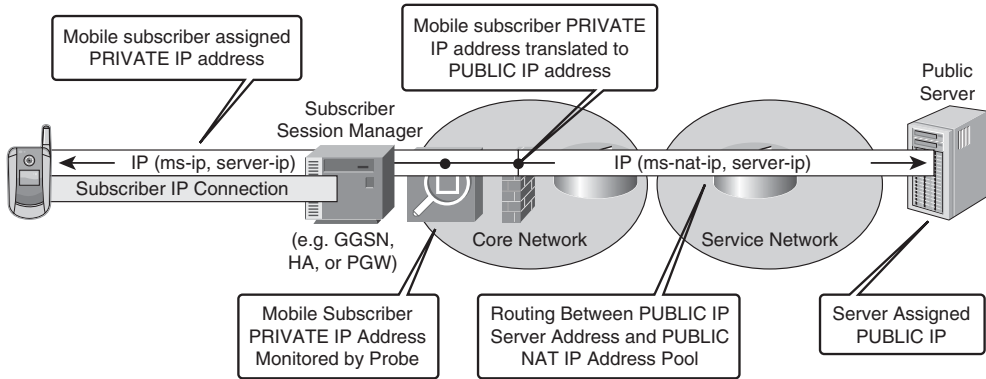 Mobile subscriber assigned
PRIVATE IP address
Mobile subscriber PRIVATE
IP address translated to
PUBLIC IP address
Public
Server
Subscriber
Session Manager
IP (ms-ip, server-ip)
IP (ms-nat-ip, server-ip)
Subscriber IP Connection
(e.g. GGSN,
HA, or PGW)
Core Network
Service Network
Mobile Subscriber
PRIVATE IP Address
Monitored by Probe
Routing Between PUBLIC IP
Server Address and PUBLIC
NAT IP Address Pool
Server Assigned
PUBLIC IP